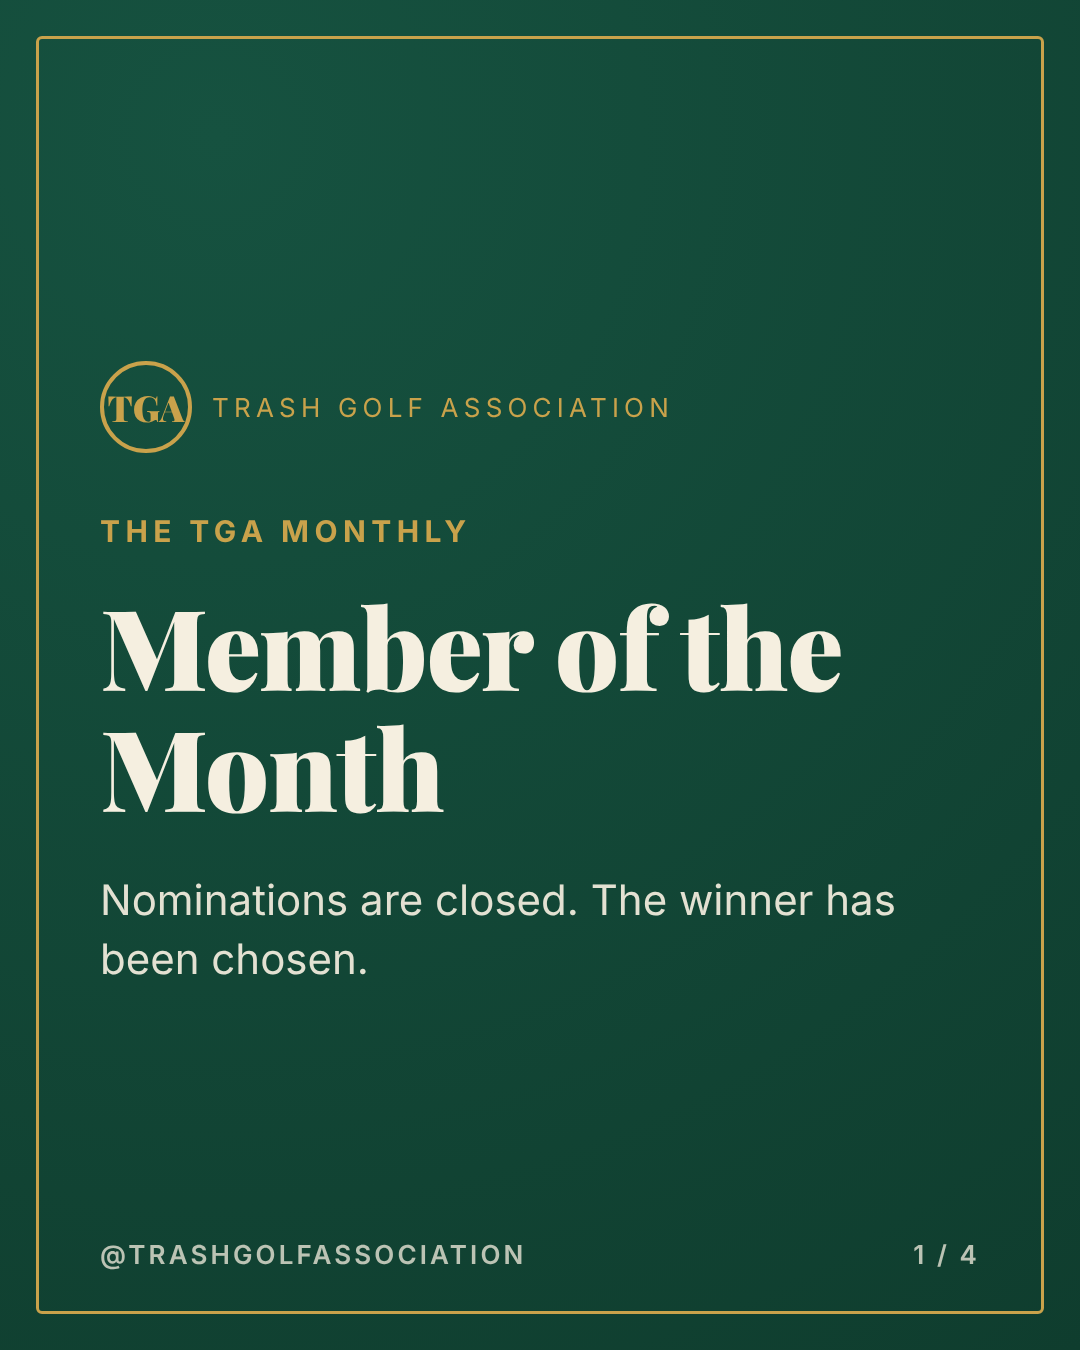 TGA TRASH GOLF ASSOCIATION
THE TGA MONTHLY
Member of the
Month
Nominations are closed. The winner has
been chosen.
@TRASHGOLFASSOCIATION 1 / 4